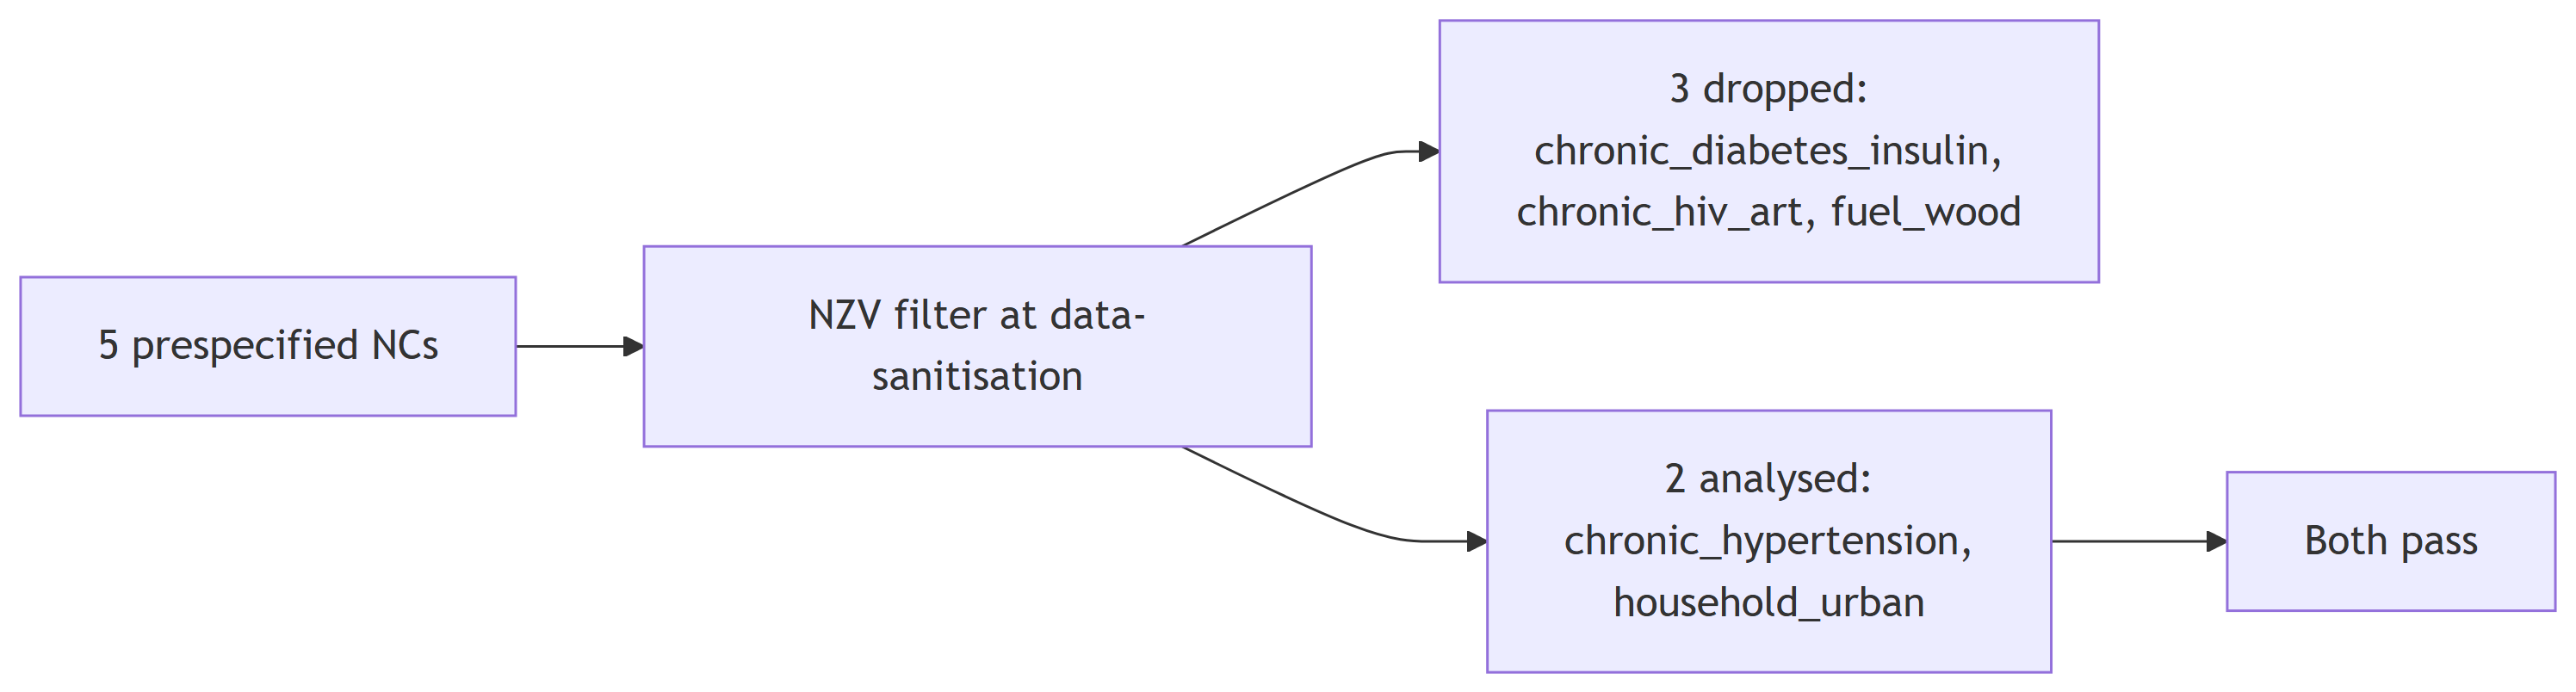 5 prespecified NCs
NZV filter at data-
sanitisation
3 dropped:
chronic_diabetes_insulin,
chronic_hiv_art, fuel_wood
2 analysed:
chronic_hypertension,
household_urban
Both pass